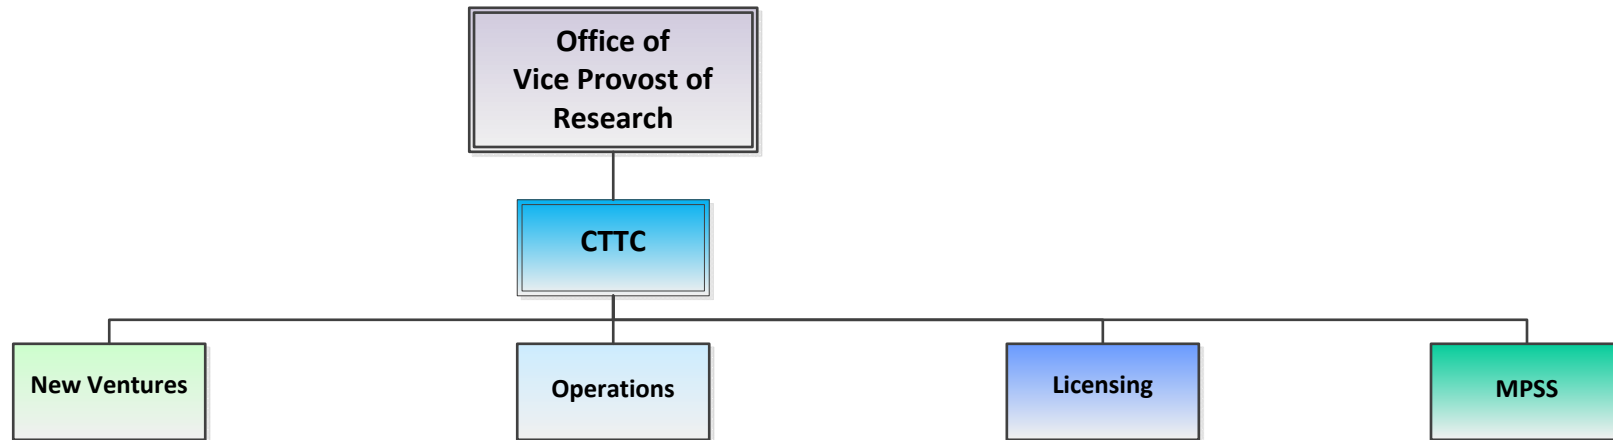 Office of
Vice Provost of
Research
CTTC
New Ventures
Operations
Licensing
MPSS